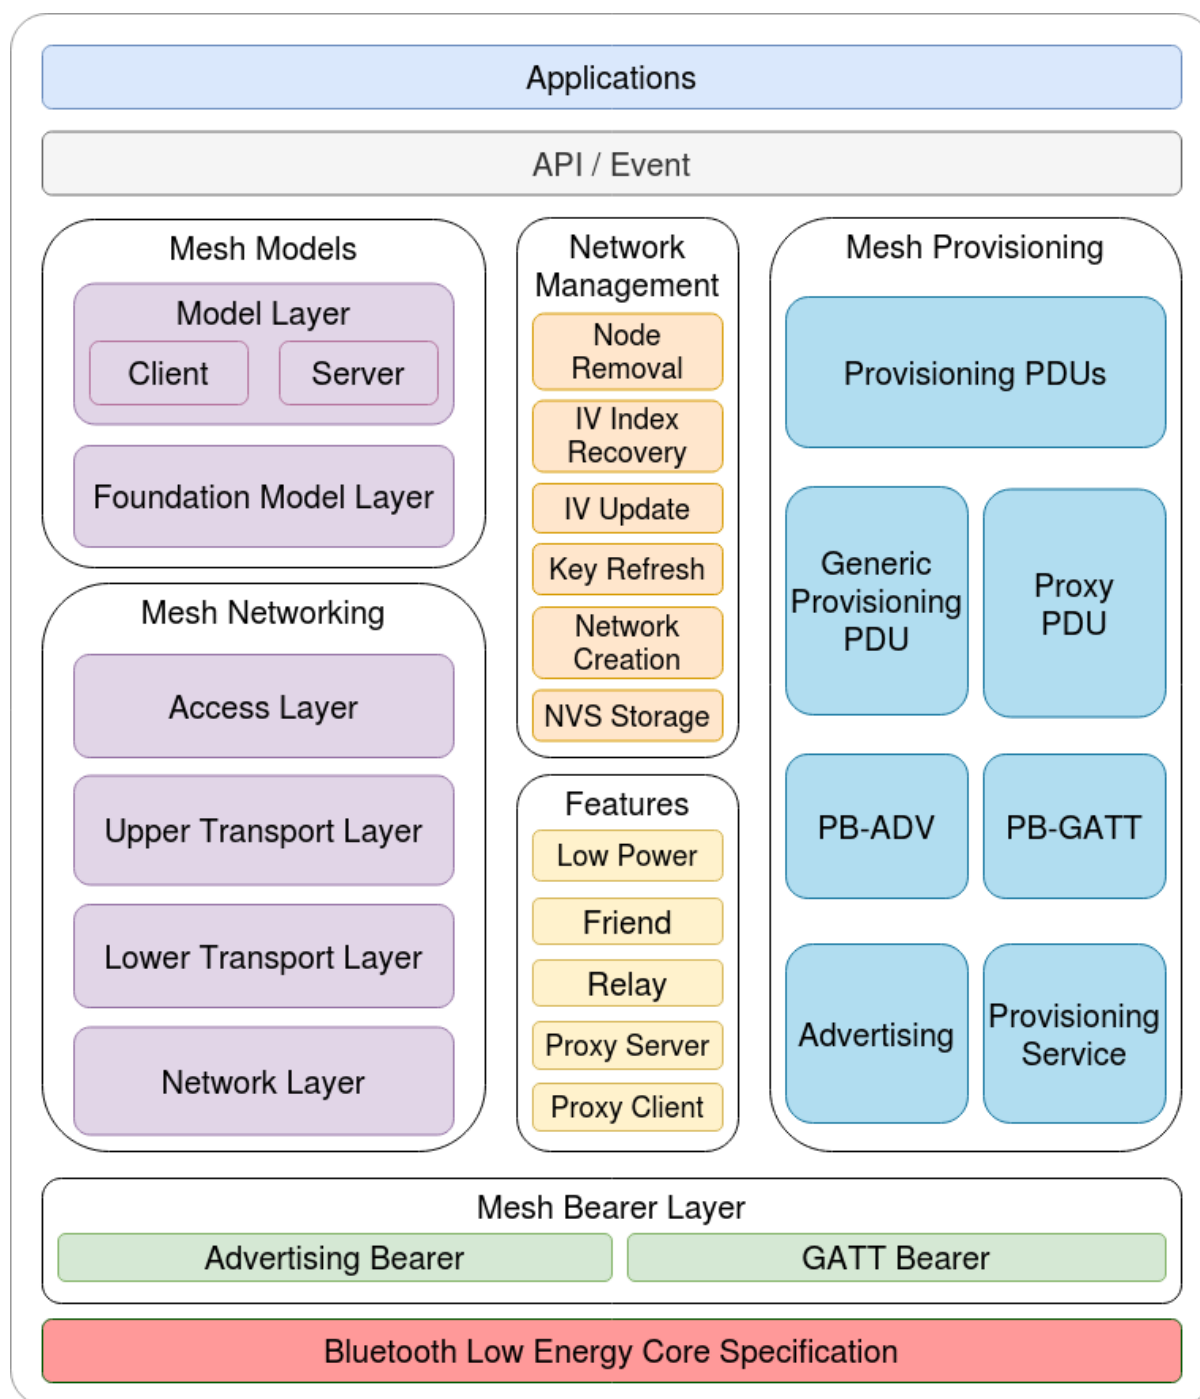 Applications
API / Event
Mesh Models
Model Layer
Client
Server
Foundation Model Layer
Mesh Networking
Access Layer
Upper Transport Layer
Lower Transport Layer
Network Layer
Network
Management
Node
Removal
IV Index
Recovery
IV Update
Key Refresh
Network
Creation
NVS Storage
Features
Low Power
Friend
Relay
Proxy Server
Proxy Client
Mesh Provisioning
Provisioning PDUs
Generic
Provisioning
PDU
Proxy
PDU
PB-ADV
PB-GATT
Advertising
Provisioning
Service
Mesh Bearer Layer
Advertising Bearer
GATT Bearer
Bluetooth Low Energy Core Specification